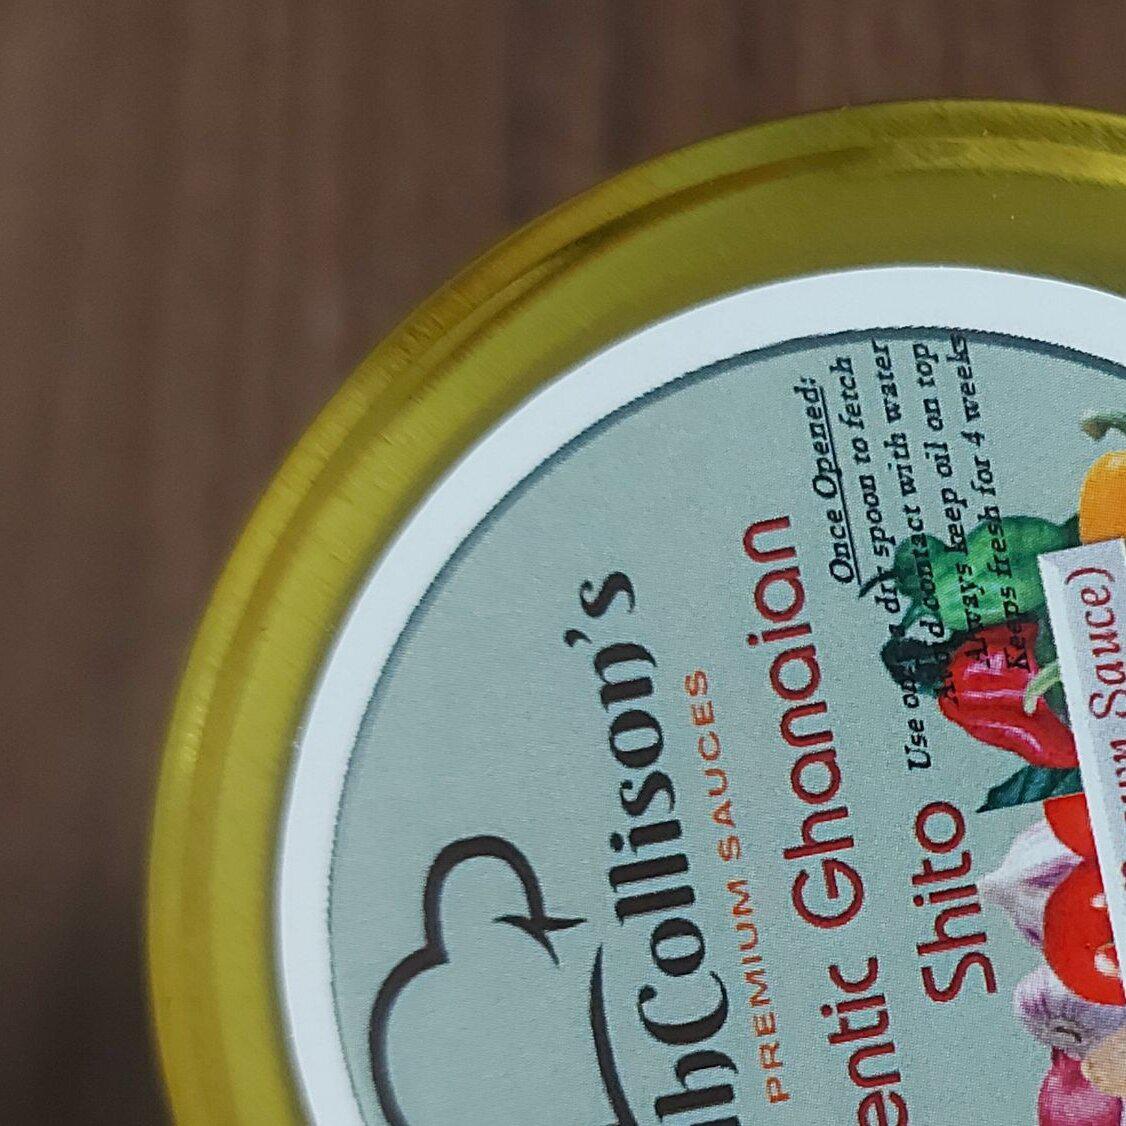 hCollison's
PREMIUM SAUCES
entic Ghanaian
Shito
Once Opened:
Use a dry spoon to fetch
Avoid contact with water
Always keep oil on top
Keeps fresh for 4 weeks
Sauce)